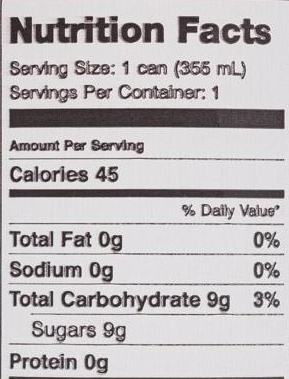 Nutrition Facts
Serving Size: 1 can (355 mL)
Servings Per Container: 1
Amount Per Serving
Calories 45
% Daily Value*
Total Fat 0g 0%
Sodium 0g 0%
Total Carbohydrate 9g 3%
Sugars 9g
Protein 0g